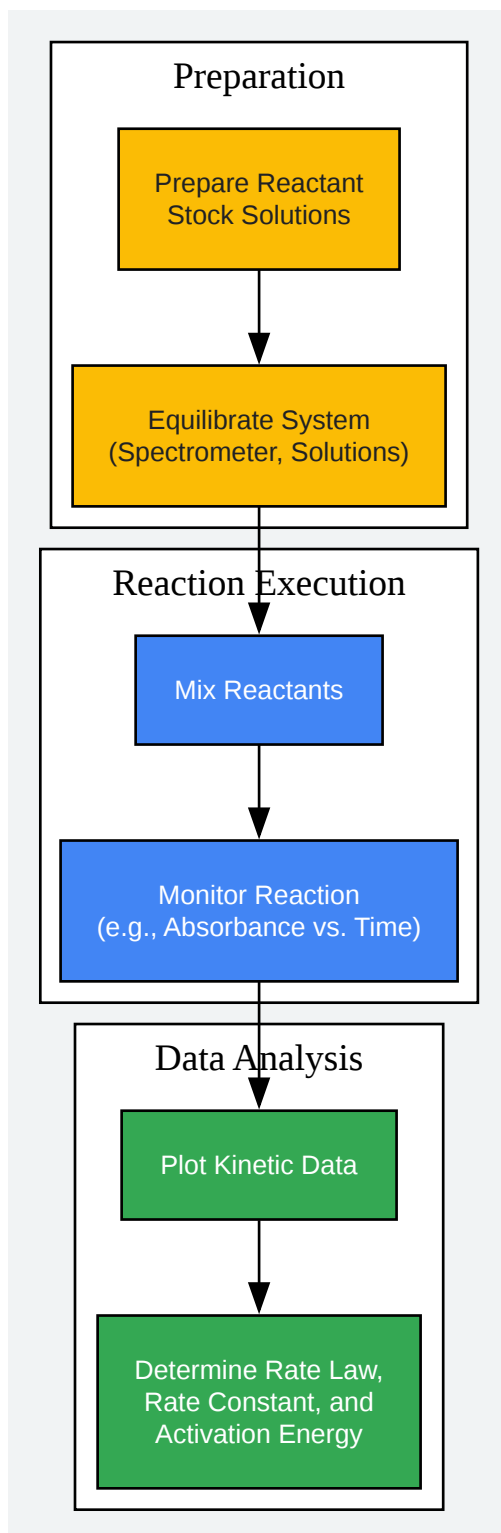 Preparation
Prepare Reactant
Stock Solutions
Equilibrate System
(Spectrometer, Solutions)
Reaction Execution
Mix Reactants
Monitor Reaction
(e.g., Absorbance vs. Time)
Data Analysis
Plot Kinetic Data
Determine Rate Law,
Rate Constant, and
Activation Energy